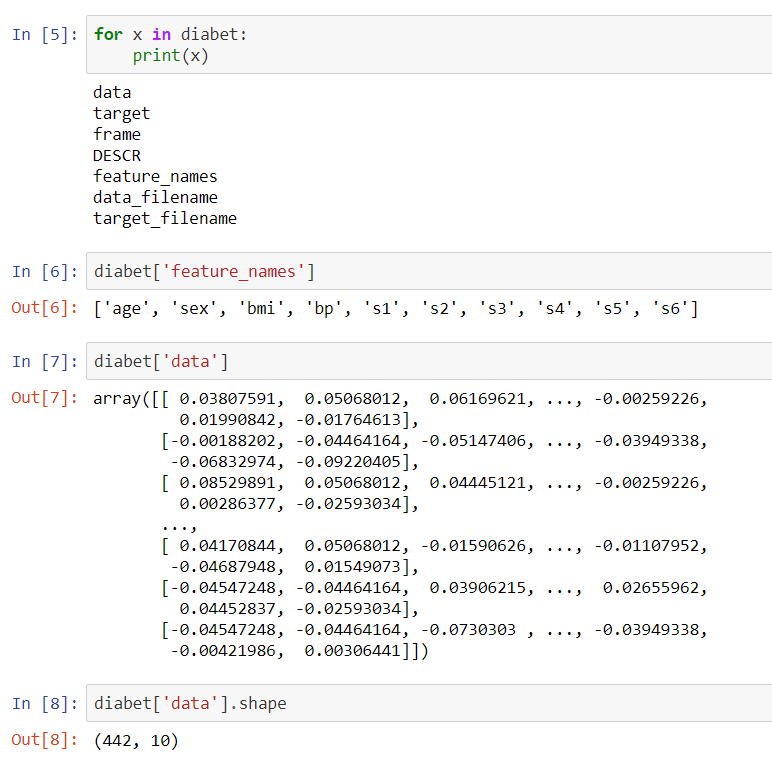 In [5]: for x in diabet:
print(x)
data
target
frame
DESCR
feature_names
data_filename
target_filename
In [6]: diabet['feature_names']
Out[6]: ['age', 'sex', 'bmi', 'bp', 's1', 's2', 's3', 's4', 's5', 's6']
In [7]: diabet['data']
Out[7]: array([[ 0.03807591,  0.05068012,  0.06169621, ..., -0.00259226,
0.01990842, -0.01764613],
[-0.00188202, -0.04464164, -0.05147406, ..., -0.03949338,
-0.06832974, -0.09220405],
[ 0.08529891,  0.05068012,  0.04445121, ..., -0.00259226,
0.00286377, -0.02593034],
...,
[ 0.04170844,  0.05068012, -0.01590626, ..., -0.01107952,
-0.04687948,  0.01549073],
[-0.04547248, -0.04464164,  0.03906215, ...,  0.02655962,
0.04452837, -0.02593034],
[-0.04547248, -0.04464164, -0.0730303 , ..., -0.03949338,
-0.00421986,  0.00306441]])
In [8]: diabet['data'].shape
Out[8]: (442, 10)